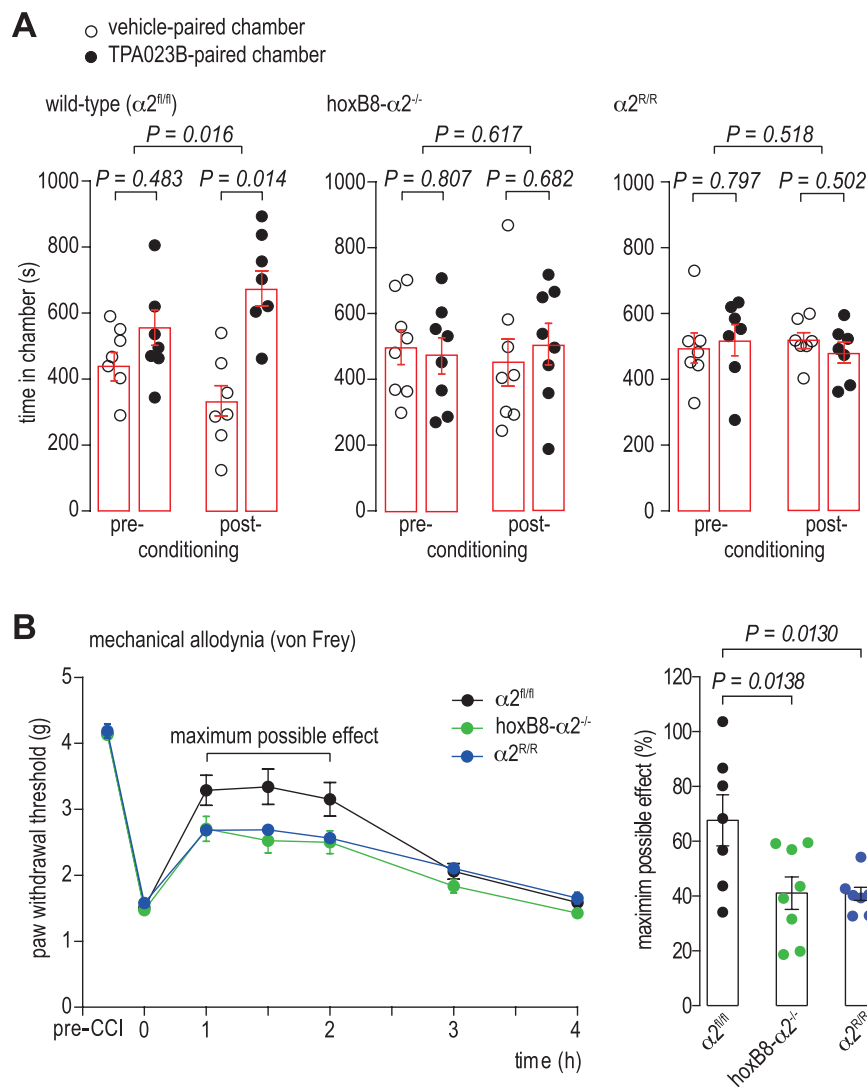 A
vehicle-paired chamber
TPA023B-paired chamber
wild-type (α2fl/fl)
hoxB8-α2-/-
α2R/R
P = 0.016
P = 0.617
P = 0.518
P = 0.483 P = 0.014
P = 0.807 P = 0.682
P = 0.797 P = 0.502
time in chamber (s)
1000
800
600
400
200
0
pre- post-
conditioning
1000
800
600
400
200
0
pre- post-
conditioning
1000
800
600
400
200
0
pre- post-
conditioning
B
mechanical allodynia (von Frey)
α2fl/fl
hoxB8-α2-/-
α2R/R
maximum possible effect
paw withdrawal threshold (g)
5
4
3
2
1
0
pre-CCI 0 1 2 3 4
time (h)
P = 0.0130
P = 0.0138
maximim possible effect (%)
120
100
80
60
40
20
0
α2fl/fl
hoxB8-α2-/-
α2R/R